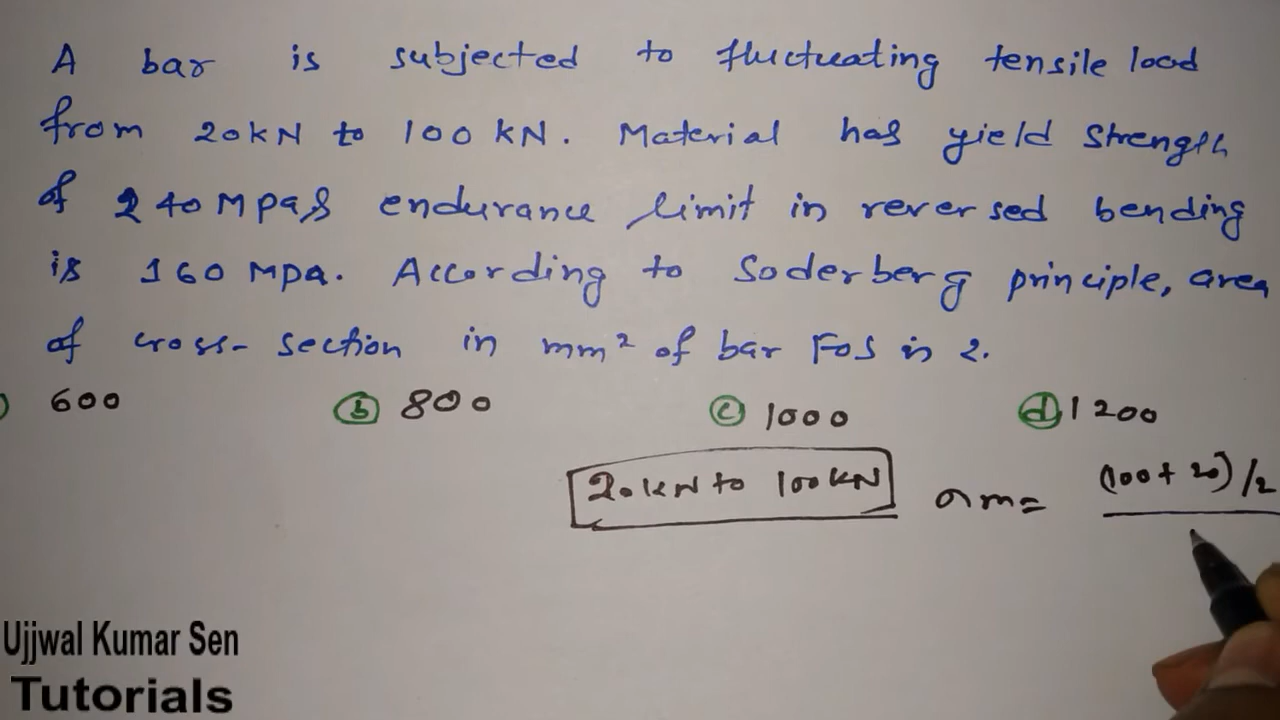 A bar is subjected to fluctuating tensile load
from 20kN to 100 kN. Material has yield strength
of 240 MPa & endurance limit in reversed bending
is 160 MPa. According to Soderberg principle, area
of cross-section in mm² of bar FOS is 2.
) 600 (b) 800 (c) 1000 (d) 1200
20kN to 100kN σm = (100+20)/2
Ujjwal Kumar Sen
Tutorials